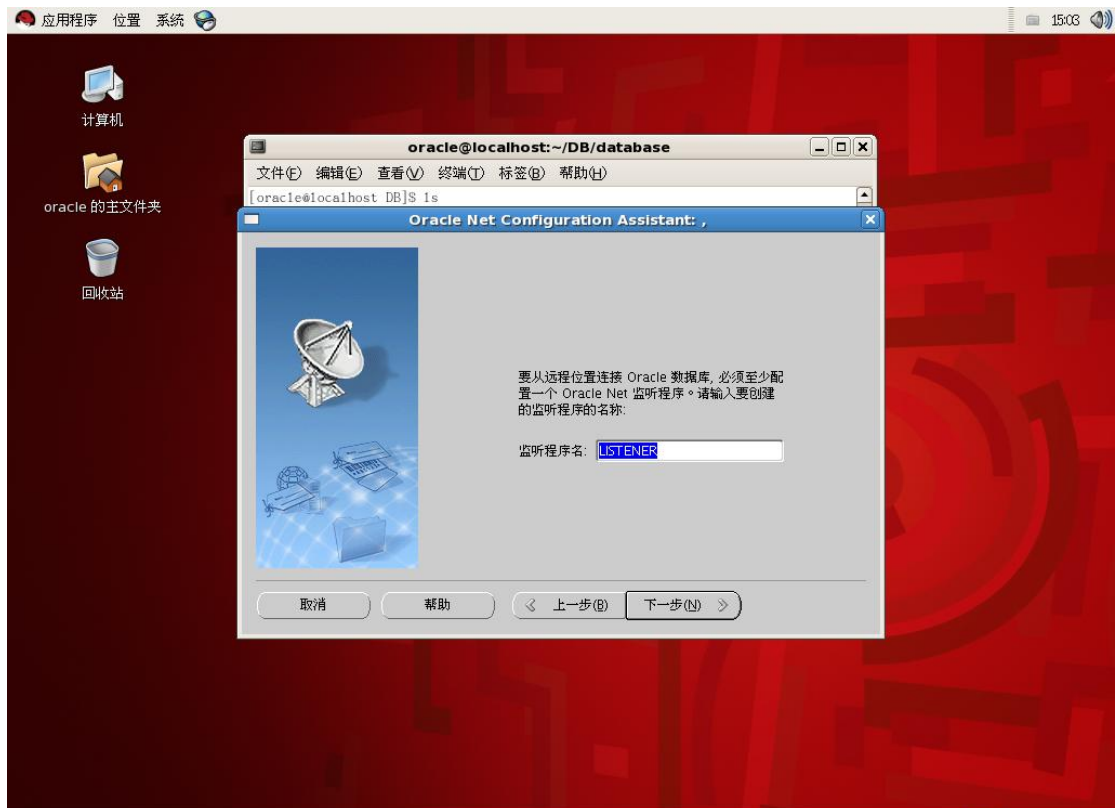 应用程序 位置 系统
15:03
计算机
oracle 的主文件夹
回收站
oracle@localhost:~/DB/database
文件(F) 编辑(E) 查看(V) 终端(T) 标签(B) 帮助(H)
[oracle@localhost DB]$ ls
Oracle Net Configuration Assistant: ,
要从远程位置连接 Oracle 数据库, 必须至少配
置一个 Oracle Net 监听程序。请输入要创建
的监听程序的名称:
监听程序名: LISTENER
取消 帮助 上一步(B) 下一步(N)